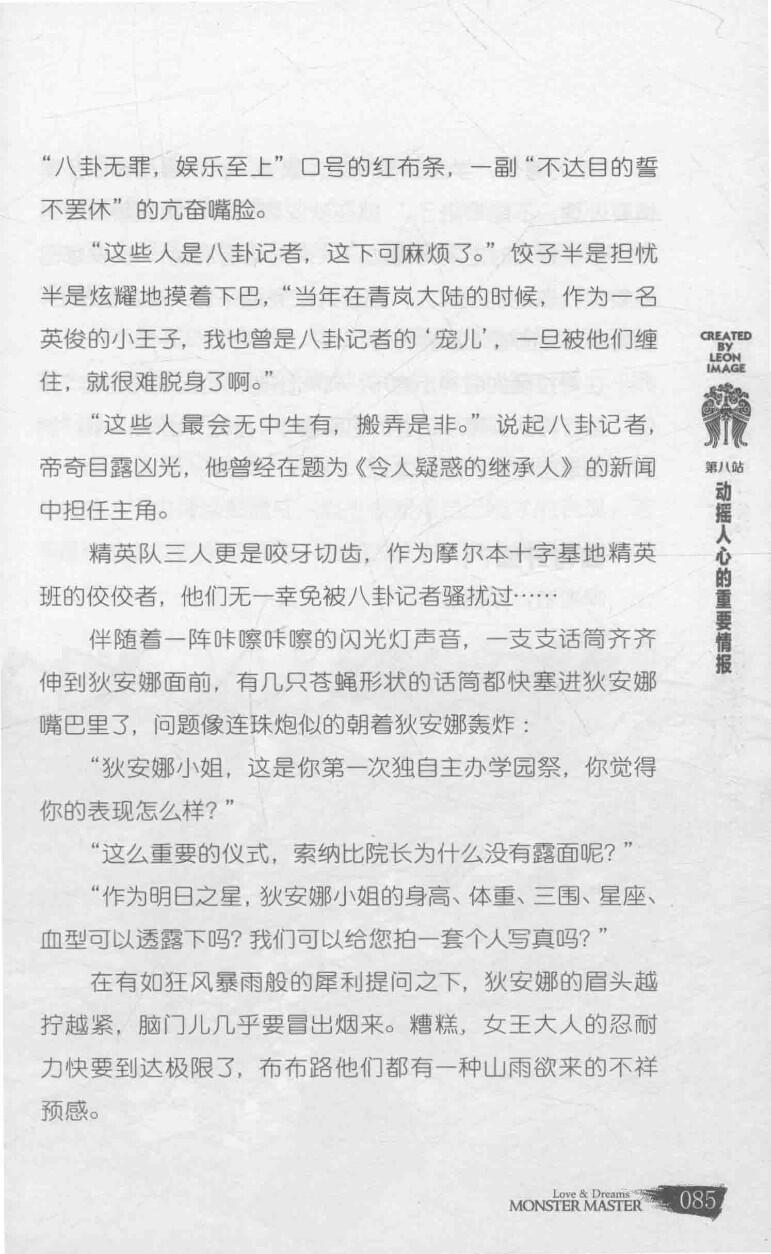 “八卦无罪，娱乐至上”口号的红布条，一副“不达目的誓
不罢休”的亢奋嘴脸。
“这些人是八卦记者，这下可麻烦了。”饺子半是担忧
半是炫耀地摸着下巴，“当年在青岚大陆的时候，作为一名
英俊的小王子，我也曾是八卦记者的‘宠儿’，一旦被他们缠
住，就很难脱身了啊。”
“这些人最会无中生有，搬弄是非。”说起八卦记者，
帝奇目露凶光，他曾经在题为《令人疑惑的继承人》的新闻
中担任主角。
精英队三人更是咬牙切齿，作为摩尔本十字基地精英
班的佼佼者，他们无一幸免被八卦记者骚扰过……
伴随着一阵咔嚓咔嚓的闪光灯声音，一支支话筒齐齐
伸到狄安娜面前，有几只苍蝇形状的话筒都快塞进狄安娜
嘴巴里了，问题像连珠炮似的朝着狄安娜轰炸：
“狄安娜小姐，这是你第一次独自主办学园祭，你觉得
你的表现怎么样？”
“这么重要的仪式，索纳比院长为什么没有露面呢？”
“作为明日之星，狄安娜小姐的身高、体重、三围、星座、
血型可以透露下吗？我们可以给您拍一套个人写真吗？”
在有如狂风暴雨般的犀利提问之下，狄安娜的眉头越
拧越紧，脑门儿几乎要冒出烟来。糟糕，女王大人的忍耐
力快要到达极限了，布布路他们都有一种山雨欲来的不祥
预感。
CREATED
BY
LEON
IMAGE
第八站
动摇人心的重要情报
Love & Dreams
MONSTER MASTER
085